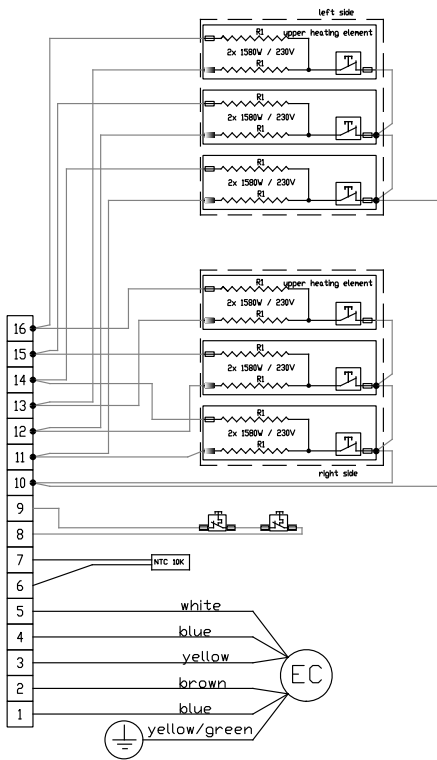 left side
R1
upper heating element
2x 1580W / 230V
R1
R1
2x 1580W / 230V
R1
R1
2x 1580W / 230V
R1
R1
upper heating element
2x 1580W / 230V
R1
R1
2x 1580W / 230V
R1
R1
2x 1580W / 230V
R1
right side
16
15
14
13
12
11
10
9
8
7
NTC 10K
6
5 white
4 blue
3 yellow
EC
2 brown
1 blue
yellow/green